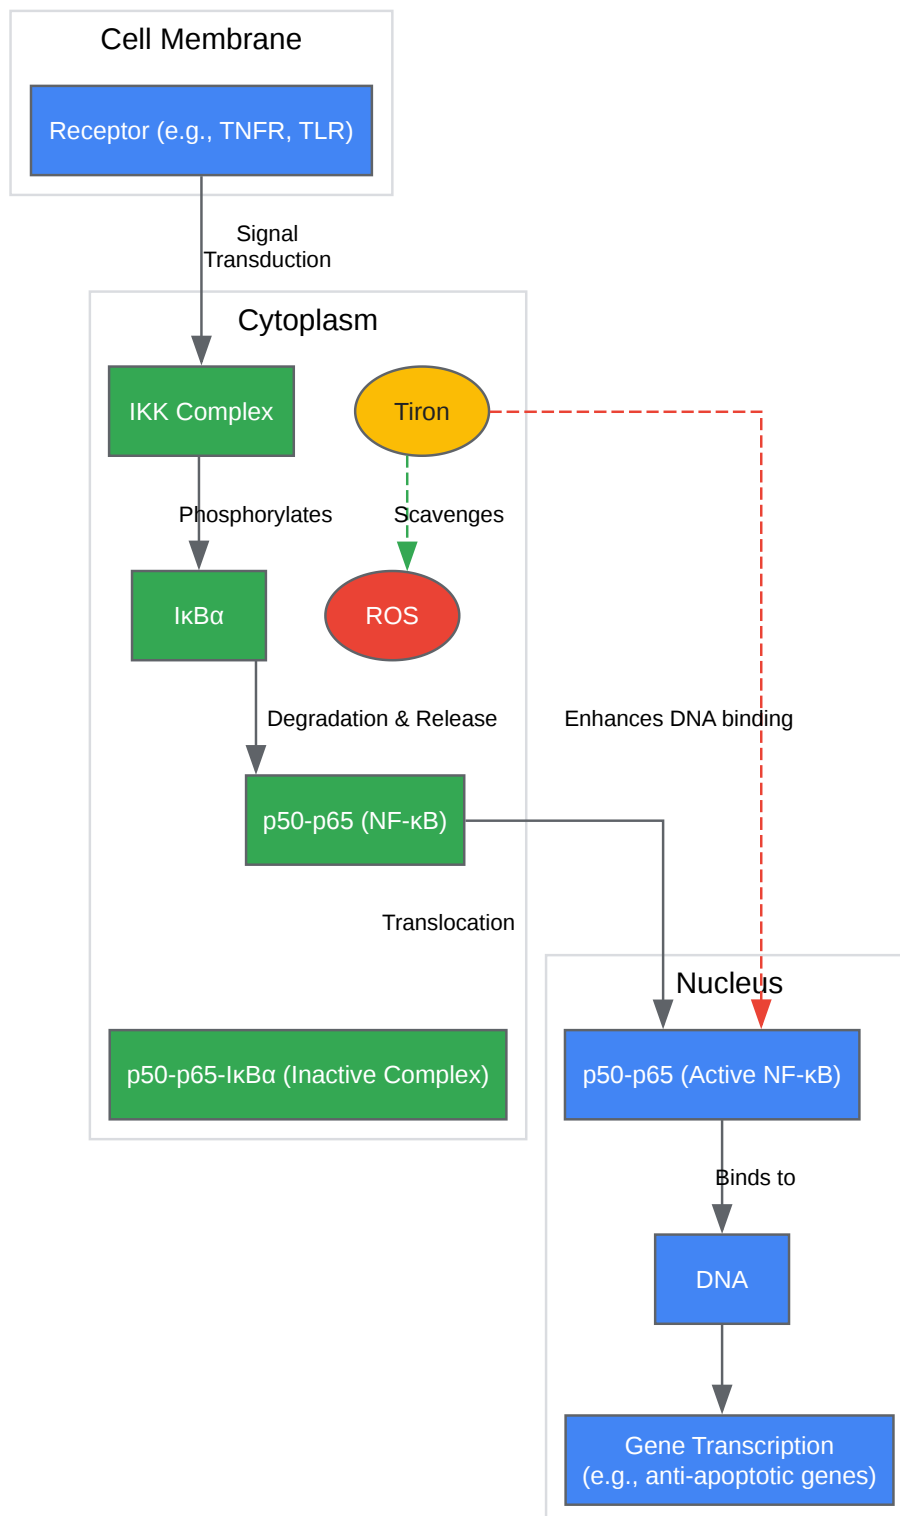 Cell Membrane
Receptor (e.g., TNFR, TLR)
Signal
Transduction
Cytoplasm
IKK Complex
Tiron
Phosphorylates
Scavenges
IκBα
ROS
Degradation & Release
Enhances DNA binding
p50-p65 (NF-κB)
Translocation
Nucleus
p50-p65-IκBα (Inactive Complex)
p50-p65 (Active NF-κB)
Binds to
DNA
Gene Transcription
(e.g., anti-apoptotic genes)